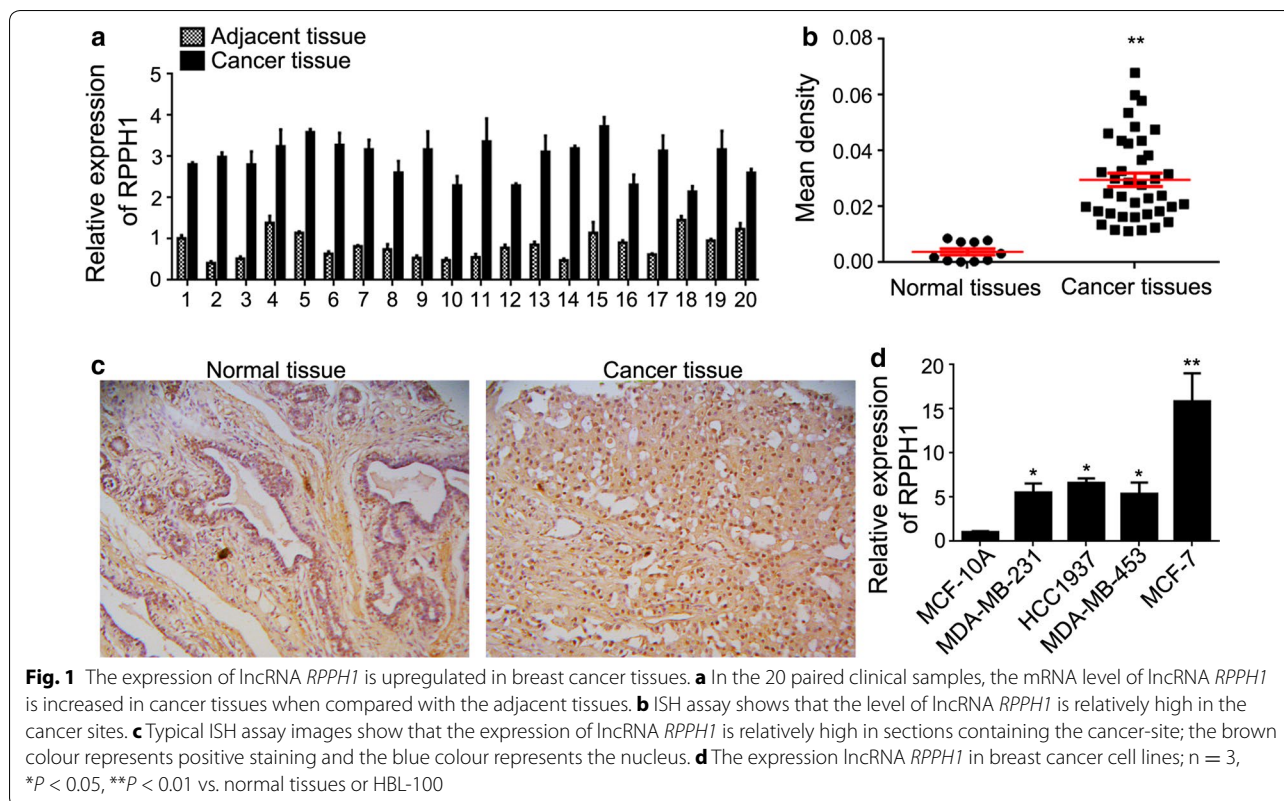 a
Adjacent tissue
Cancer tissue
Relative expression
of RPPH1
5
4
3
2
1
0
1 2 3 4 5 6 7 8 9 10 11 12 13 14 15 16 17 18 19 20
b
**
Mean density
0.08
0.06
0.04
0.02
0.00
Normal tissues Cancer tissues
c
Normal tissue Cancer tissue
d
Relative expression
of RPPH1
20
15
10
5
0
* * * **
MCF-10A
MDA-MB-231
HCC1937
MDA-MB-453
MCF-7
Fig. 1 The expression of lncRNA RPPH1 is upregulated in breast cancer tissues. a In the 20 paired clinical samples, the mRNA level of lncRNA RPPH1
is increased in cancer tissues when compared with the adjacent tissues. b ISH assay shows that the level of lncRNA RPPH1 is relatively high in the
cancer sites. c Typical ISH assay images show that the expression of lncRNA RPPH1 is relatively high in sections containing the cancer-site; the brown
colour represents positive staining and the blue colour represents the nucleus. d The expression lncRNA RPPH1 in breast cancer cell lines; n = 3,
*P < 0.05, **P < 0.01 vs. normal tissues or HBL-100